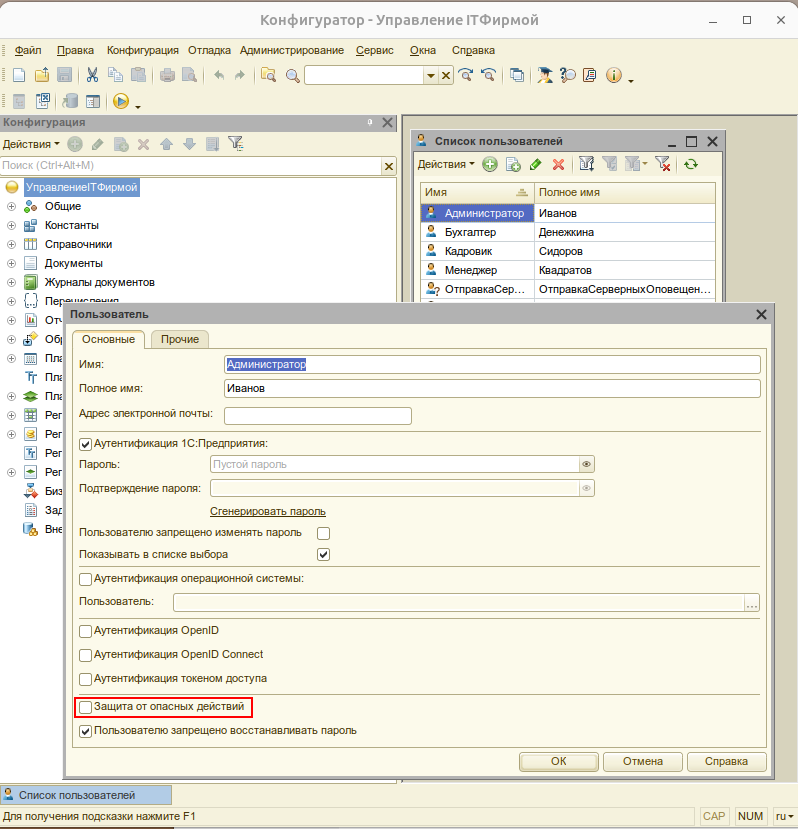 Конфигуратор - Управление ITФирмой
Файл Правка Конфигурация Отладка Администрирование Сервис Окна Справка
Конфигурация
Действия
Поиск (Ctrl+Alt+M)
УправлениеITФирмой
Общие
Константы
Справочники
Документы
Журналы документов
Перечисления
Отч
Обр
Пла
Пла
Пла
Рег
Рег
Рег
Рег
Биз
Зад
Вне
Список пользователей
Действия
Имя Полное имя
Администратор Иванов
Бухгалтер Денежкина
Кадровик Сидоров
Менеджер Квадратов
ОтправкаСер... ОтправкаСерверныхОповещен...
Пользователь
Основные Прочие
Имя: Администратор
Полное имя: Иванов
Адрес электронной почты:
Аутентификация 1С:Предприятия:
Пароль: Пустой пароль
Подтверждение пароля:
Сгенерировать пароль
Пользователю запрещено изменять пароль
Показывать в списке выбора
Аутентификация операционной системы:
Пользователь: ...
Аутентификация OpenID
Аутентификация OpenID Connect
Аутентификация токеном доступа
Защита от опасных действий
Пользователю запрещено восстанавливать пароль
ОК Отмена Справка
Список пользователей
Для получения подсказки нажмите F1 CAP NUM ru